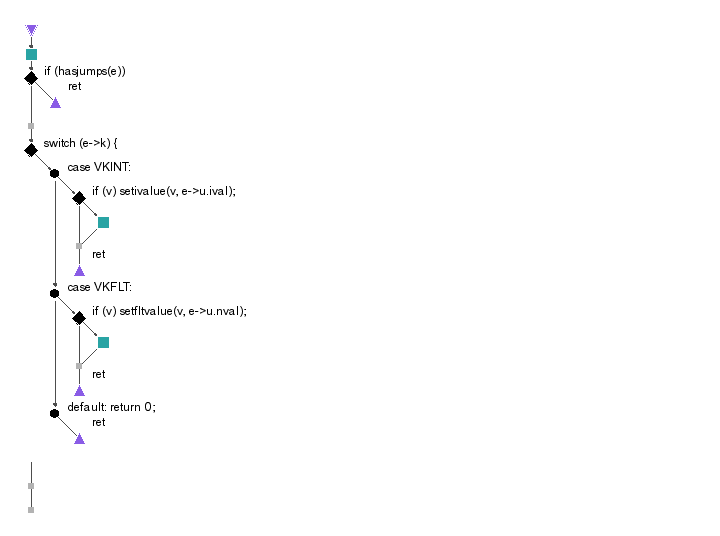 if (hasjumps(e))
ret
switch (e->k) {
case VKINT:
if (v) setivalue(v, e->u.ival);
ret
case VKFLT:
if (v) setfltvalue(v, e->u.nval);
ret
default: return 0;
ret